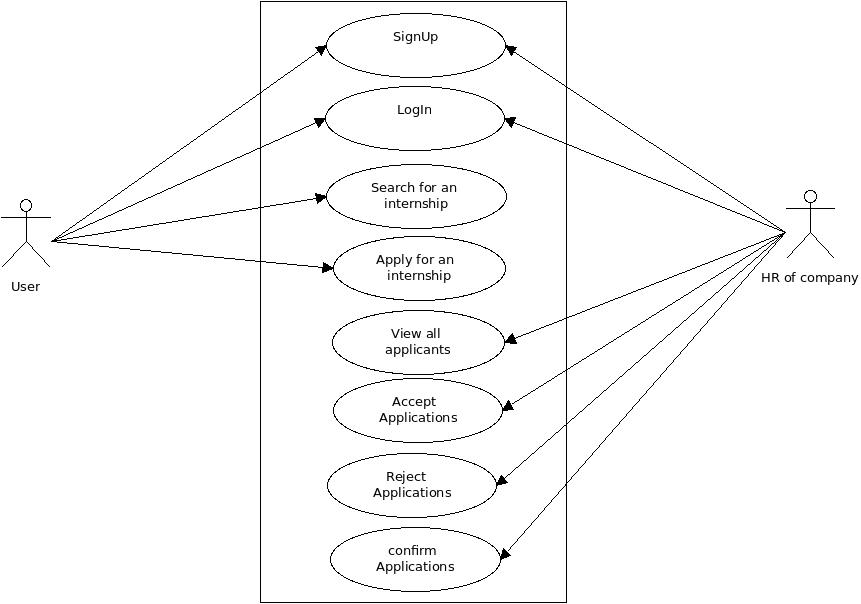 SignUp
LogIn
Search for an
internship
Apply for an
internship
User
HR of company
View all
applicants
Accept
Applications
Reject
Applications
confirm
Applications